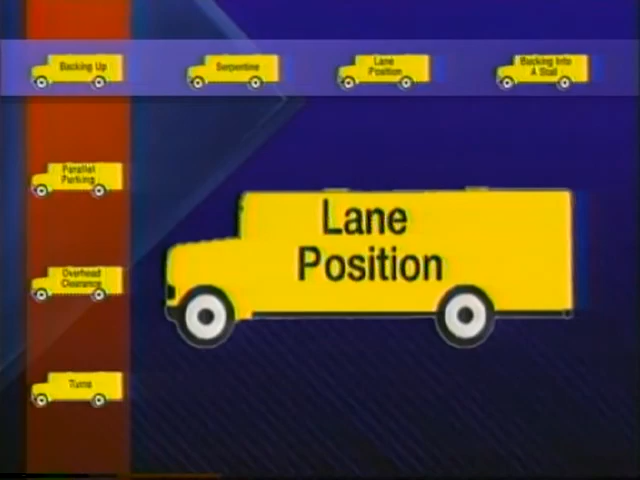 Backing Up
Serpentine
Lane
Position
Backing Into
A Stall
Parallel
Parking
Overhead
Clearance
Turns
Lane
Position